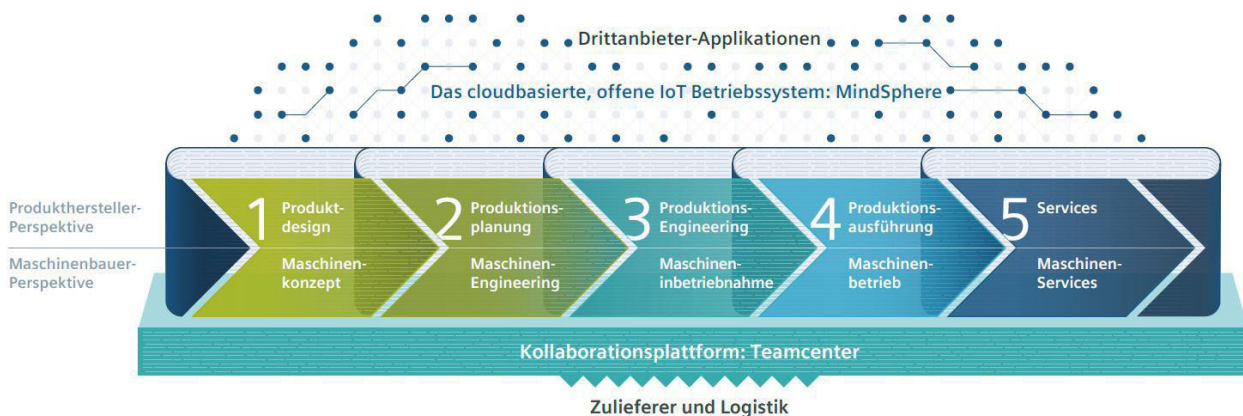 Drittanbieter-Applikationen
Das cloudbasierte, offene IoT Betriebssystem: MindSphere
Produkthersteller-
Perspektive
Maschinenbauer-
Perspektive
1 Produkt-
design
Maschinen-
konzept
2 Produktions-
planung
Maschinen-
Engineering
3 Produktions-
Engineering
Maschinen-
inbetriebnahme
4 Produktions-
ausführung
Maschinen-
betrieb
5 Services
Maschinen-
Services
Kollaborationsplattform: Teamcenter
Zulieferer und Logistik